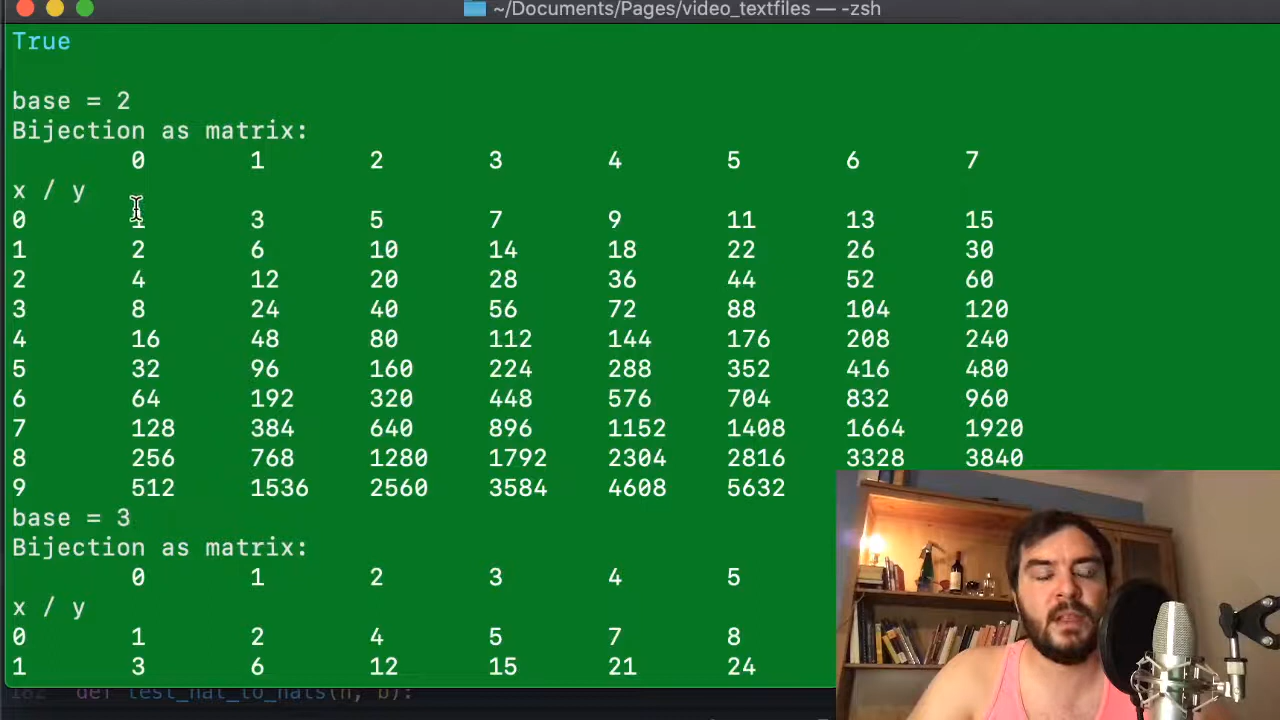 ~/Documents/Pages/video_textfiles — -zsh
True
base = 2
Bijection as matrix:
0 1 2 3 4 5 6 7
x / y
0 1 3 5 7 9 11 13 15
1 2 6 10 14 18 22 26 30
2 4 12 20 28 36 44 52 60
3 8 24 40 56 72 88 104 120
4 16 48 80 112 144 176 208 240
5 32 96 160 224 288 352 416 480
6 64 192 320 448 576 704 832 960
7 128 384 640 896 1152 1408 1664 1920
8 256 768 1280 1792 2304 2816 3328 3840
9 512 1536 2560 3584 4608 5632
base = 3
Bijection as matrix:
0 1 2 3 4 5
x / y
0 1 2 4 5 7 8
1 3 6 12 15 21 24
182 def test_nat_to_nats(n, b):